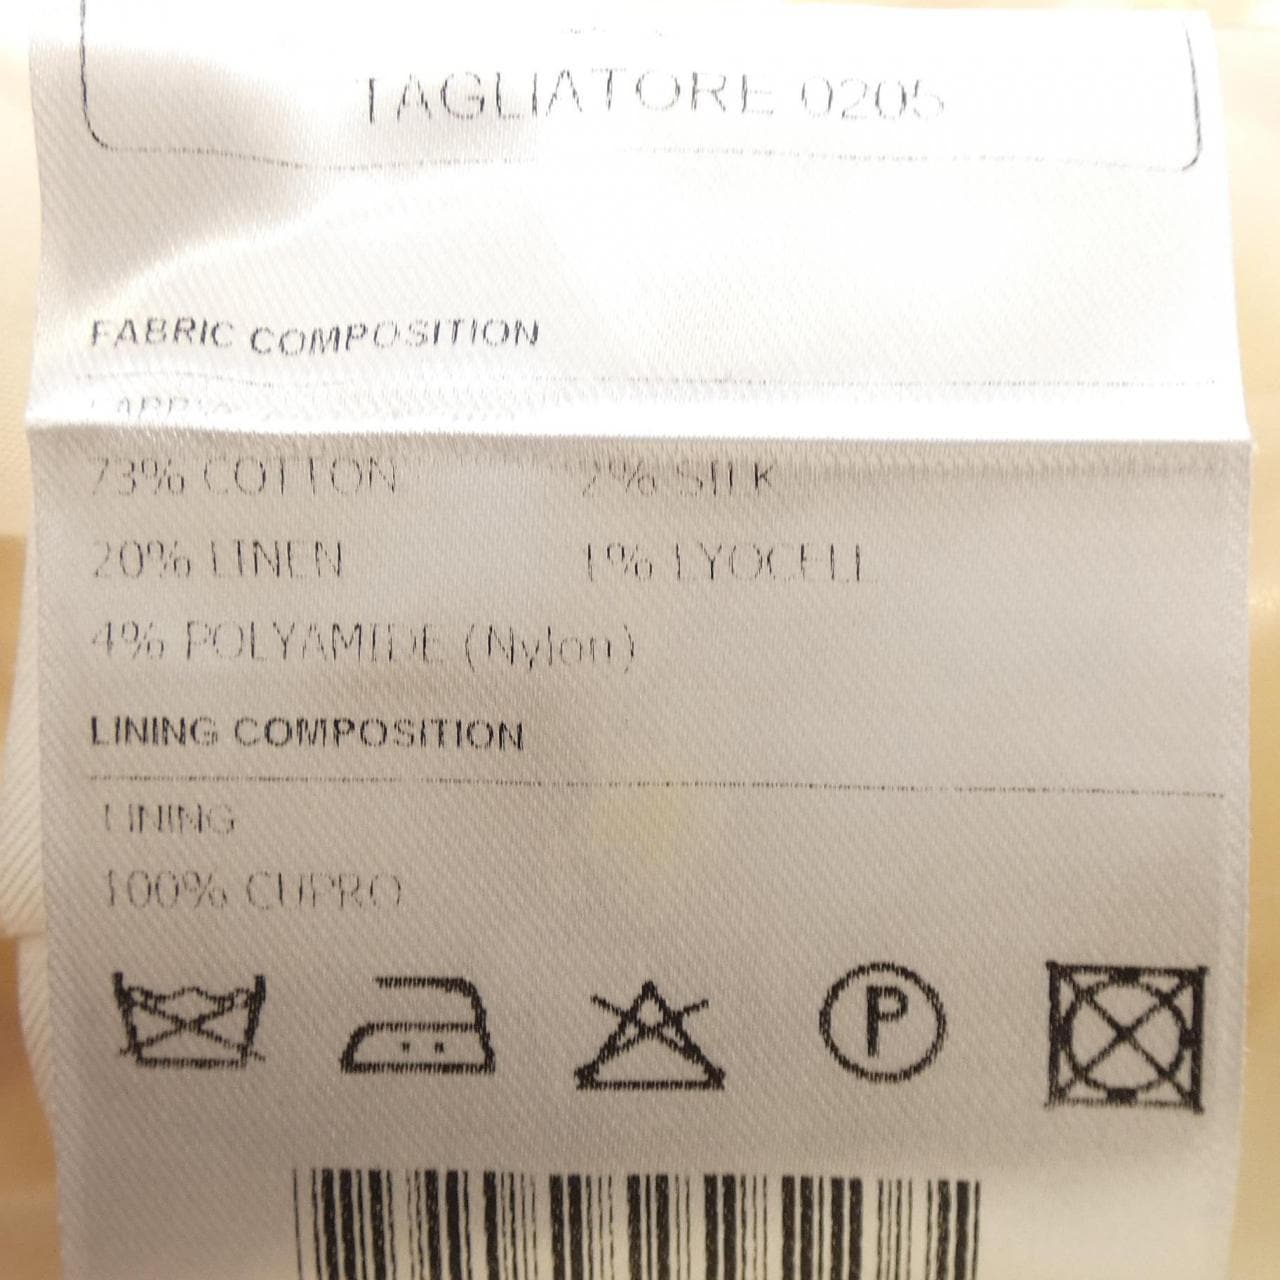 TAGLIATORE 0205
FABRIC COMPOSITION
FABRIC
73% COTTON 2% SILK
20% LINEN 1% LYOCELL
4% POLYAMIDE (Nylon)
LINING COMPOSITION
LINING
100% CUPRO
P